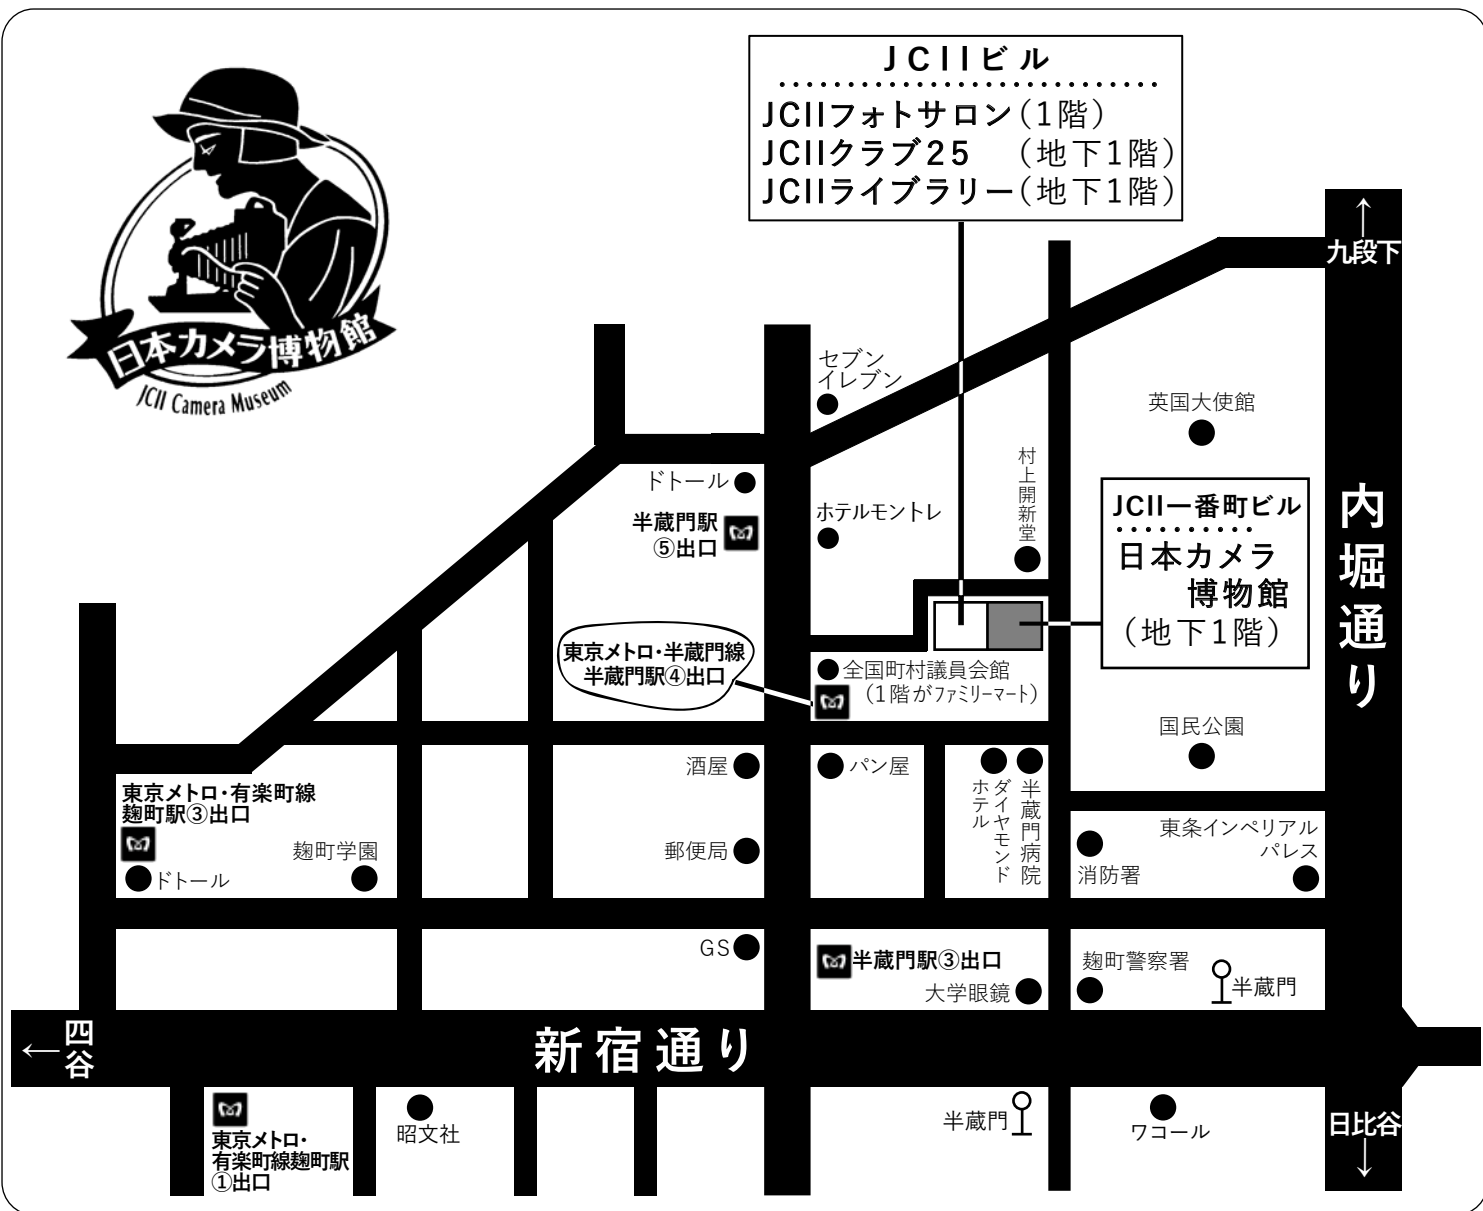 JCIIビル
JCIIフォトサロン(1階)
JCIIクラブ25 (地下1階)
JCIIライブラリー(地下1階)
日本カメラ博物館
JCII Camera Museum
↑
九段下
セブン
イレブン
英国大使館
村上開新堂
ドトール
半蔵門駅
⑤出口
ホテルモントレ
JCII一番町ビル
日本カメラ
博物館
(地下1階)
内堀通り
東京メトロ・半蔵門線
半蔵門駅④出口
全国町村議員会館
(1階がファミリーマート)
国民公園
酒屋
パン屋
ダイヤモンド
ホテル
半蔵門病院
東京メトロ・有楽町線
麹町駅③出口
ドトール
麹町学園
郵便局
消防署
東条インペリアル
パレス
GS
半蔵門駅③出口
大学眼鏡
麹町警察署
半蔵門
←四谷
新宿通り
東京メトロ・
有楽町線麹町駅
①出口
昭文社
半蔵門
ワコール
日比谷
↓